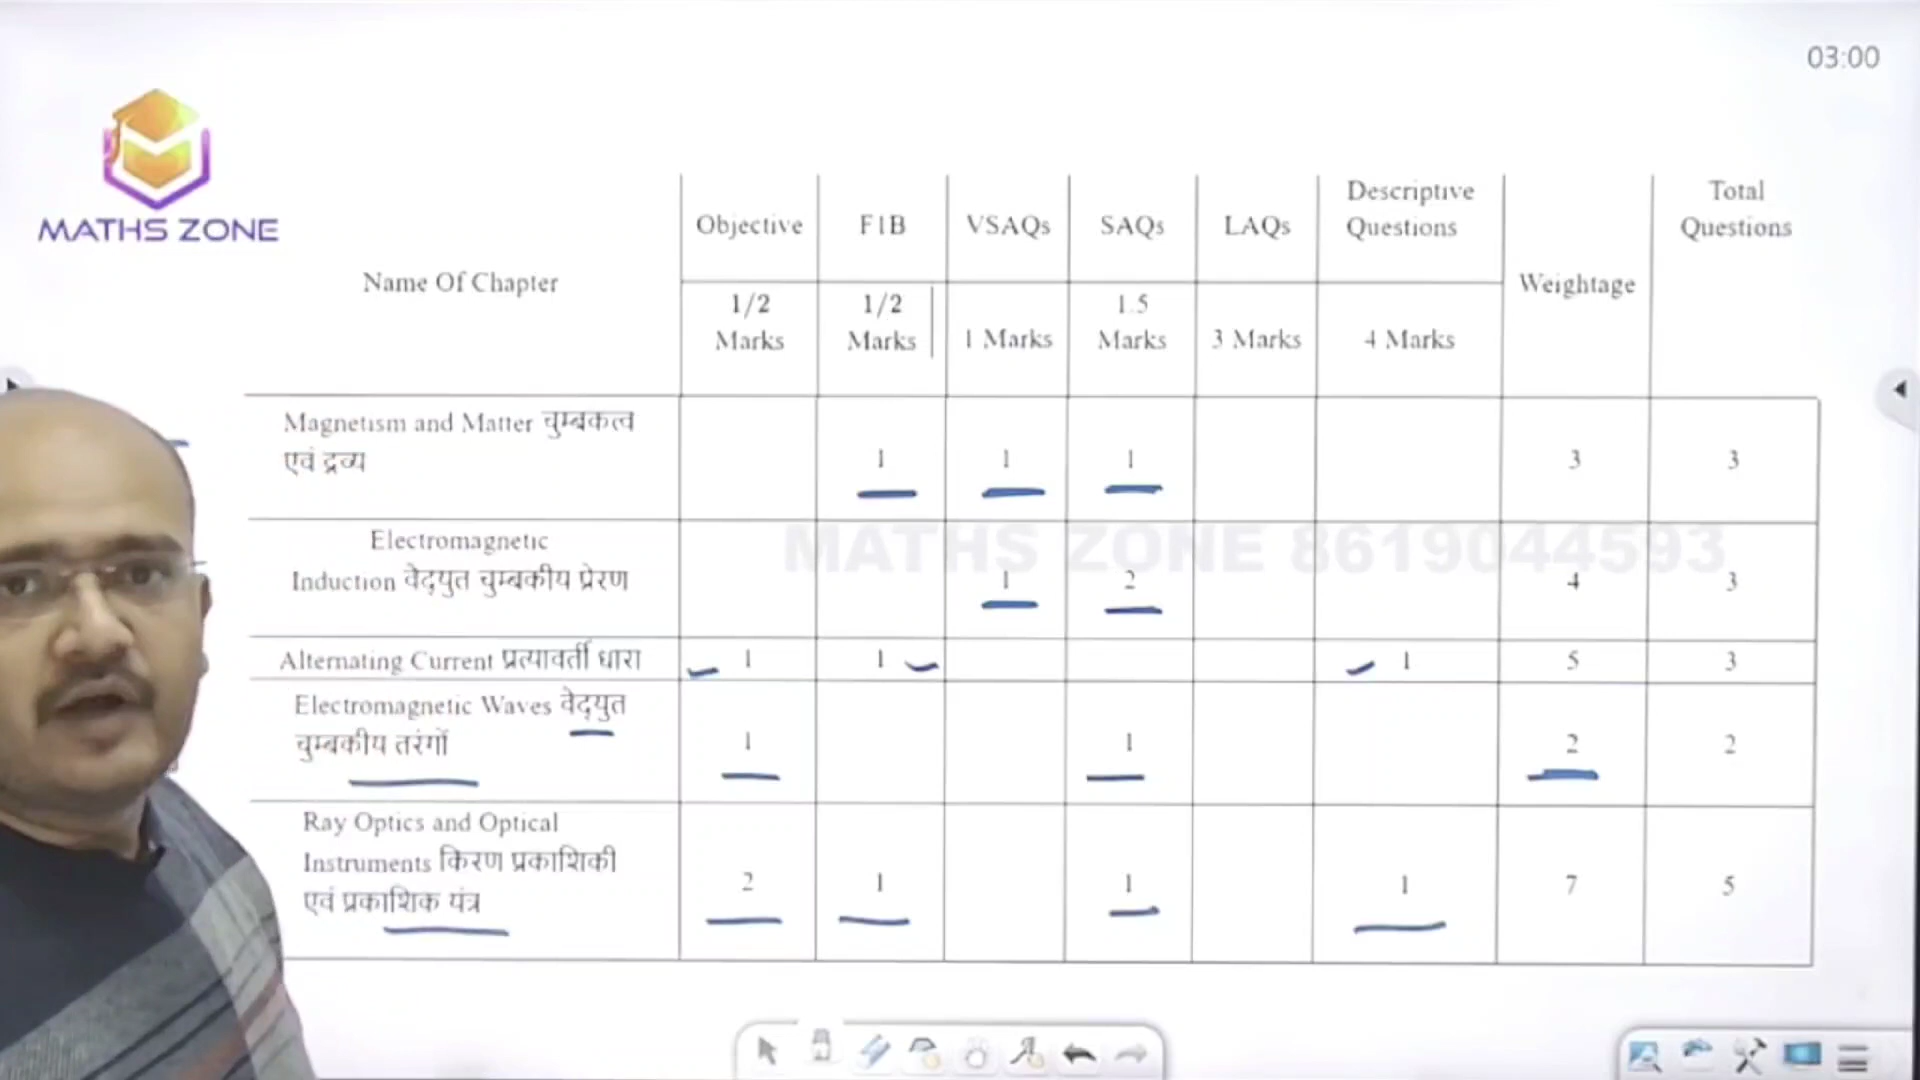 03:00
MATHS ZONE
Name Of Chapter
Objective
FIB
VSAQs
SAQs
LAQs
Descriptive
Questions
Weightage
Total
Questions
1/2
Marks
1/2
Marks
1 Marks
1.5
Marks
3 Marks
4 Marks
Magnetism and Matter चुम्बकत्व
एवं द्रव्य
1 1 1 3 3
MATHS ZONE 8619044593
Electromagnetic
Induction वेद्युत चुम्बकीय प्रेरण
1 2 4 3
Alternating Current प्रत्यावर्ती धारा 1 1 1 5 3
Electromagnetic Waves वेद्युत
चुम्बकीय तरंगों
1 1 2 2
Ray Optics and Optical
Instruments किरण प्रकाशिकी
एवं प्रकाशिक यंत्र
2 1 1 1 7 5